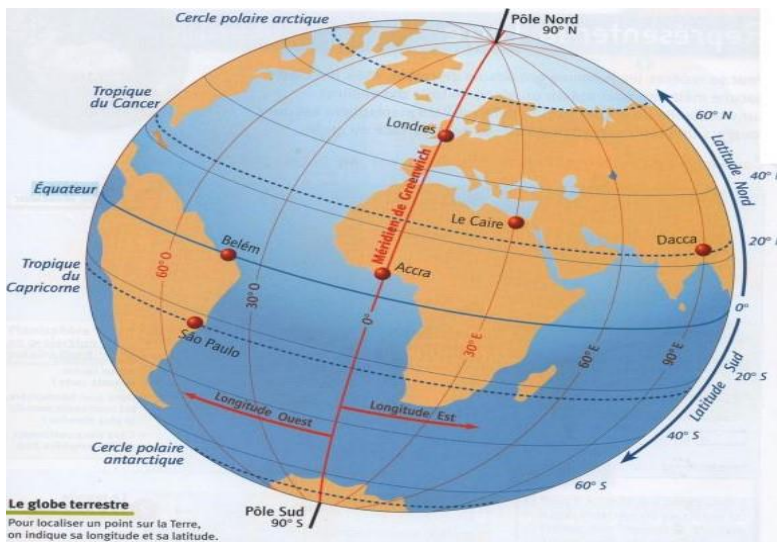 Cercle polaire arctique
Pôle Nord
90° N
Tropique
du Cancer
60° N
Londres
Latitude Nord
40°
Méridien de Greenwich
Équateur
Le Caire
20°
Dacca
Belém
Accra
Tropique
du
Capricorne
60° O
30° O
0°
0°
30° E
60° E
90° E
São Paulo
20° S
Latitude Sud
Longitude Ouest
Longitude Est
40° S
Cercle polaire
antarctique
60° S
Le globe terrestre
Pôle Sud
90° S
Pour localiser un point sur la Terre,
on indique sa longitude et sa latitude.